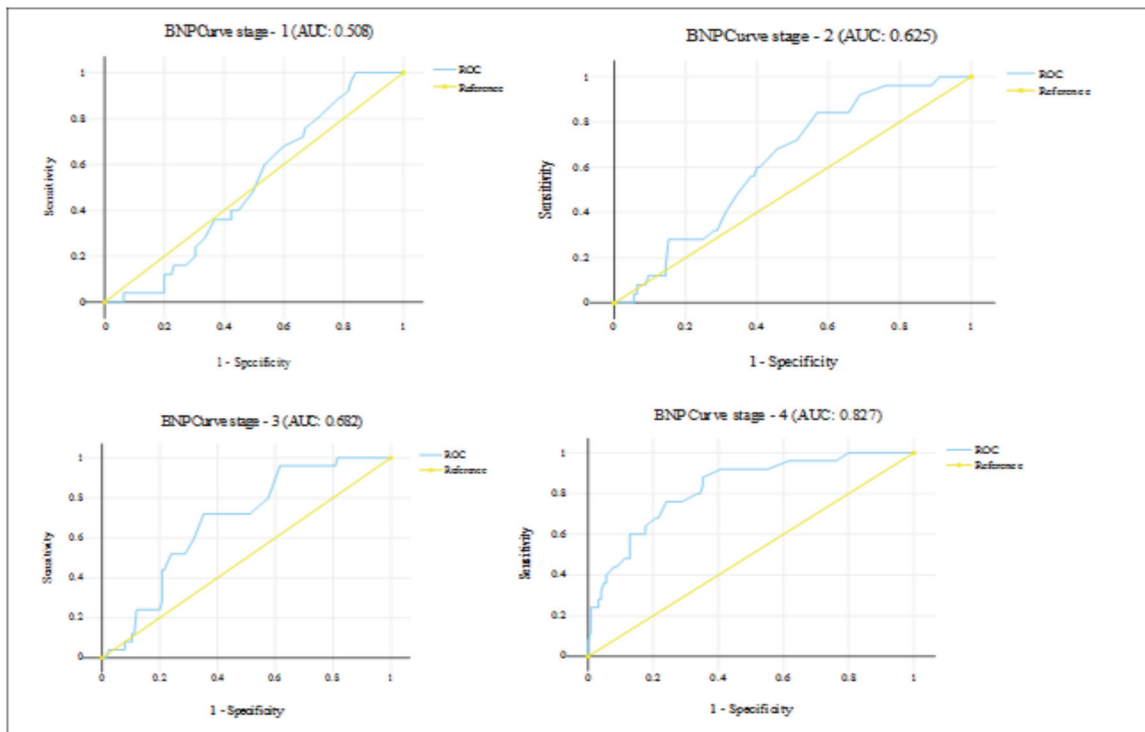 BNPCurve stage - 1 (AUC: 0.508)
1
0.8
0.6
0.4
0.2
0
Sensitivity
0 0.2 0.4 0.6 0.8 1
1 - Specificity
ROC
Reference
BNPCurve stage - 2 (AUC: 0.625)
1
0.8
0.6
0.4
0.2
0
Sensitivity
0 0.2 0.4 0.6 0.8 1
1 - Specificity
ROC
Reference
BNPCurve stage - 3 (AUC: 0.682)
1
0.8
0.6
0.4
0.2
0
Sensitivity
0 0.2 0.4 0.6 0.8 1
1 - Specificity
ROC
Reference
BNPCurve stage - 4 (AUC: 0.827)
1
0.8
0.6
0.4
0.2
0
Sensitivity
0 0.2 0.4 0.6 0.8 1
1 - Specificity
ROC
Reference